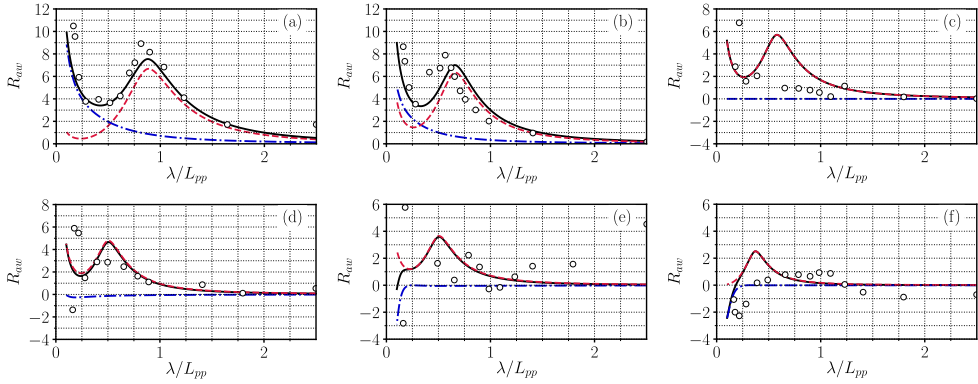 (a) (b) (c)
12 12 8
10 10 6
8 8 4
6 6 2
4 4 0
2 2 −2
0 0 −4
R_aw R_aw R_aw
0 1 2 0 1 2 0 1 2
λ/L_pp λ/L_pp λ/L_pp
(d) (e) (f)
8 6 6
6 4 4
4 2 2
2 0 0
0 −2 −2
−2 −4 −4
−4
R_aw R_aw R_aw
0 1 2 0 1 2 0 1 2
λ/L_pp λ/L_pp λ/L_pp